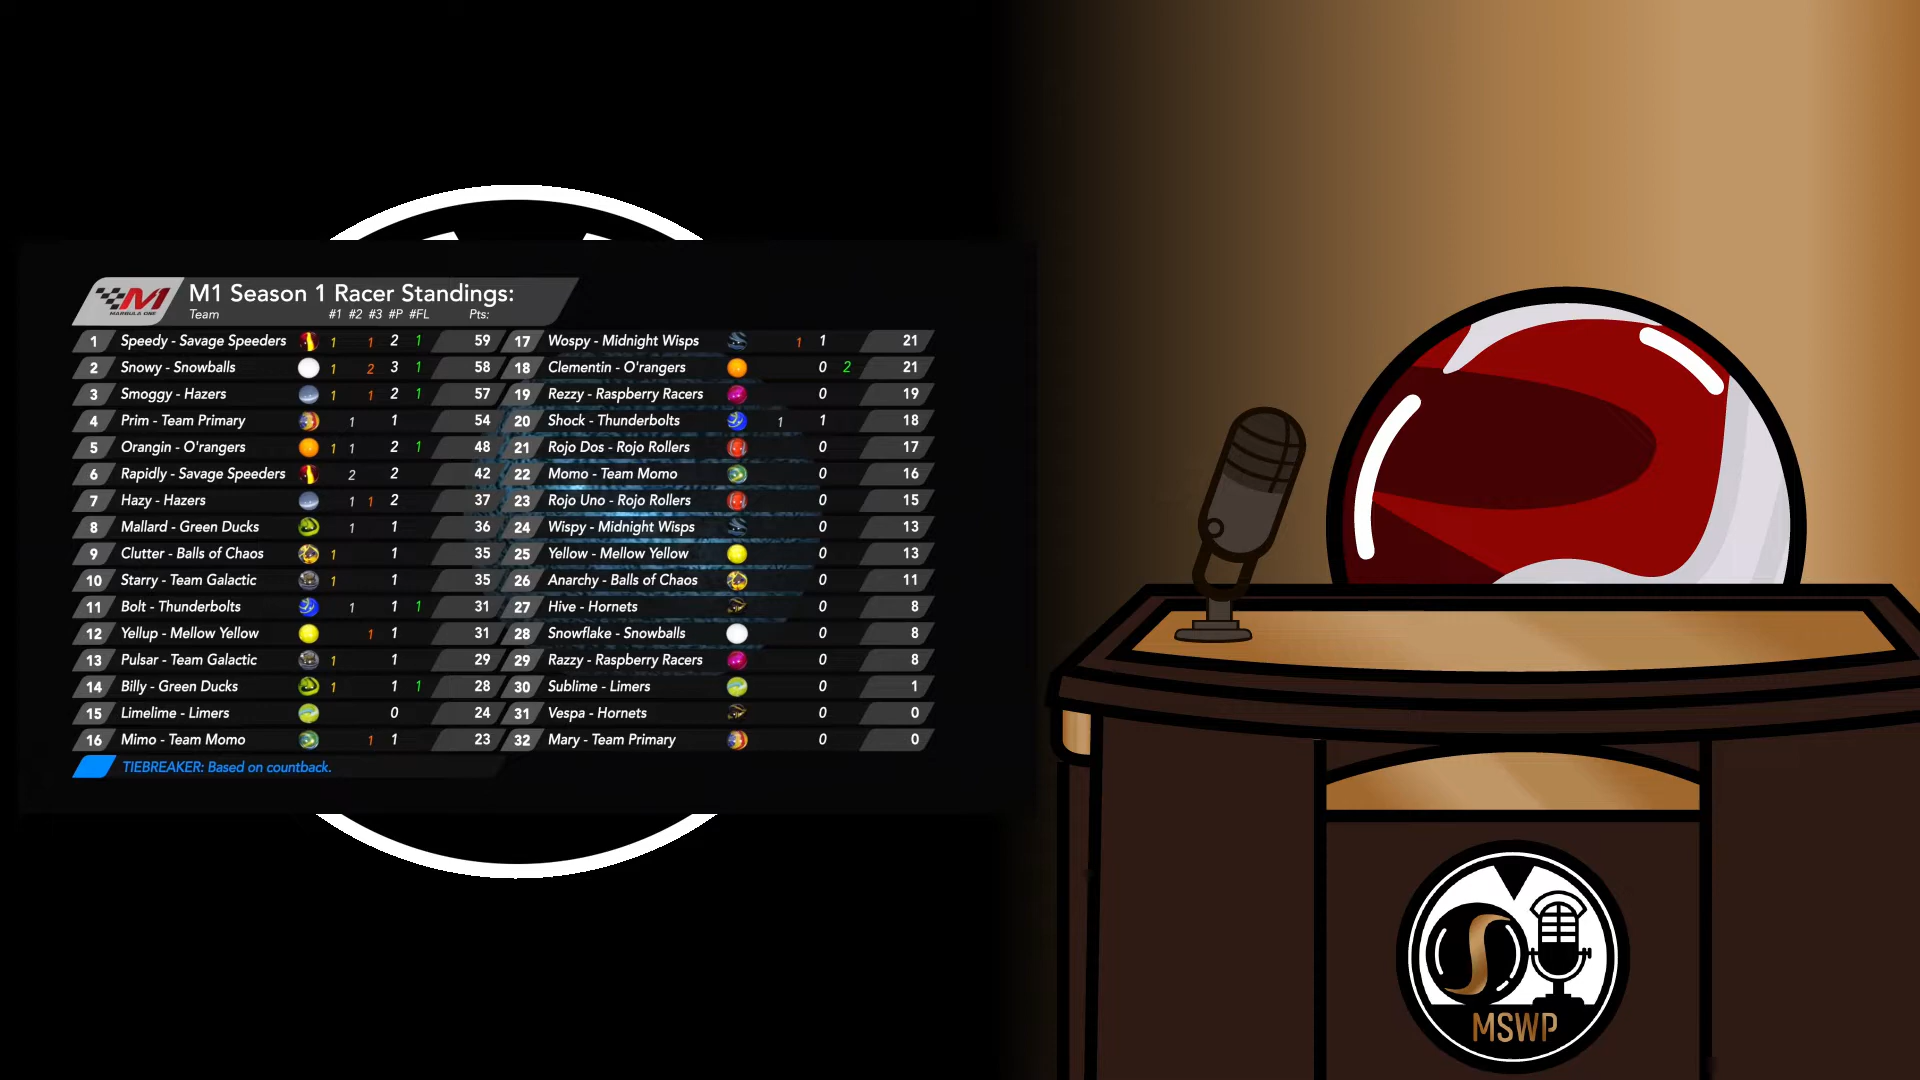 M1 Season 1 Racer Standings:
MARBULA ONE
Team #1 #2 #3 #P #FL Pts:
1 Speedy - Savage Speeders 1 1 2 1 59
2 Snowy - Snowballs 1 2 3 1 58
3 Smoggy - Hazers 1 1 2 1 57
4 Prim - Team Primary 1 1 54
5 Orangin - O'rangers 1 1 2 1 48
6 Rapidly - Savage Speeders 2 2 42
7 Hazy - Hazers 1 1 2 37
8 Mallard - Green Ducks 1 1 36
9 Clutter - Balls of Chaos 1 1 35
10 Starry - Team Galactic 1 1 35
11 Bolt - Thunderbolts 1 1 1 31
12 Yellup - Mellow Yellow 1 1 31
13 Pulsar - Team Galactic 1 1 29
14 Billy - Green Ducks 1 1 1 28
15 Limelime - Limers 0 24
16 Mimo - Team Momo 1 1 23
17 Wospy - Midnight Wisps 1 1 21
18 Clementin - O'rangers 0 2 21
19 Rezzy - Raspberry Racers 0 19
20 Shock - Thunderbolts 1 1 18
21 Rojo Dos - Rojo Rollers 0 17
22 Momo - Team Momo 0 16
23 Rojo Uno - Rojo Rollers 0 15
24 Wispy - Midnight Wisps 0 13
25 Yellow - Mellow Yellow 0 13
26 Anarchy - Balls of Chaos 0 11
27 Hive - Hornets 0 8
28 Snowflake - Snowballs 0 8
29 Razzy - Raspberry Racers 0 8
30 Sublime - Limers 0 1
31 Vespa - Hornets 0 0
32 Mary - Team Primary 0 0
TIEBREAKER: Based on countback.
MSWP